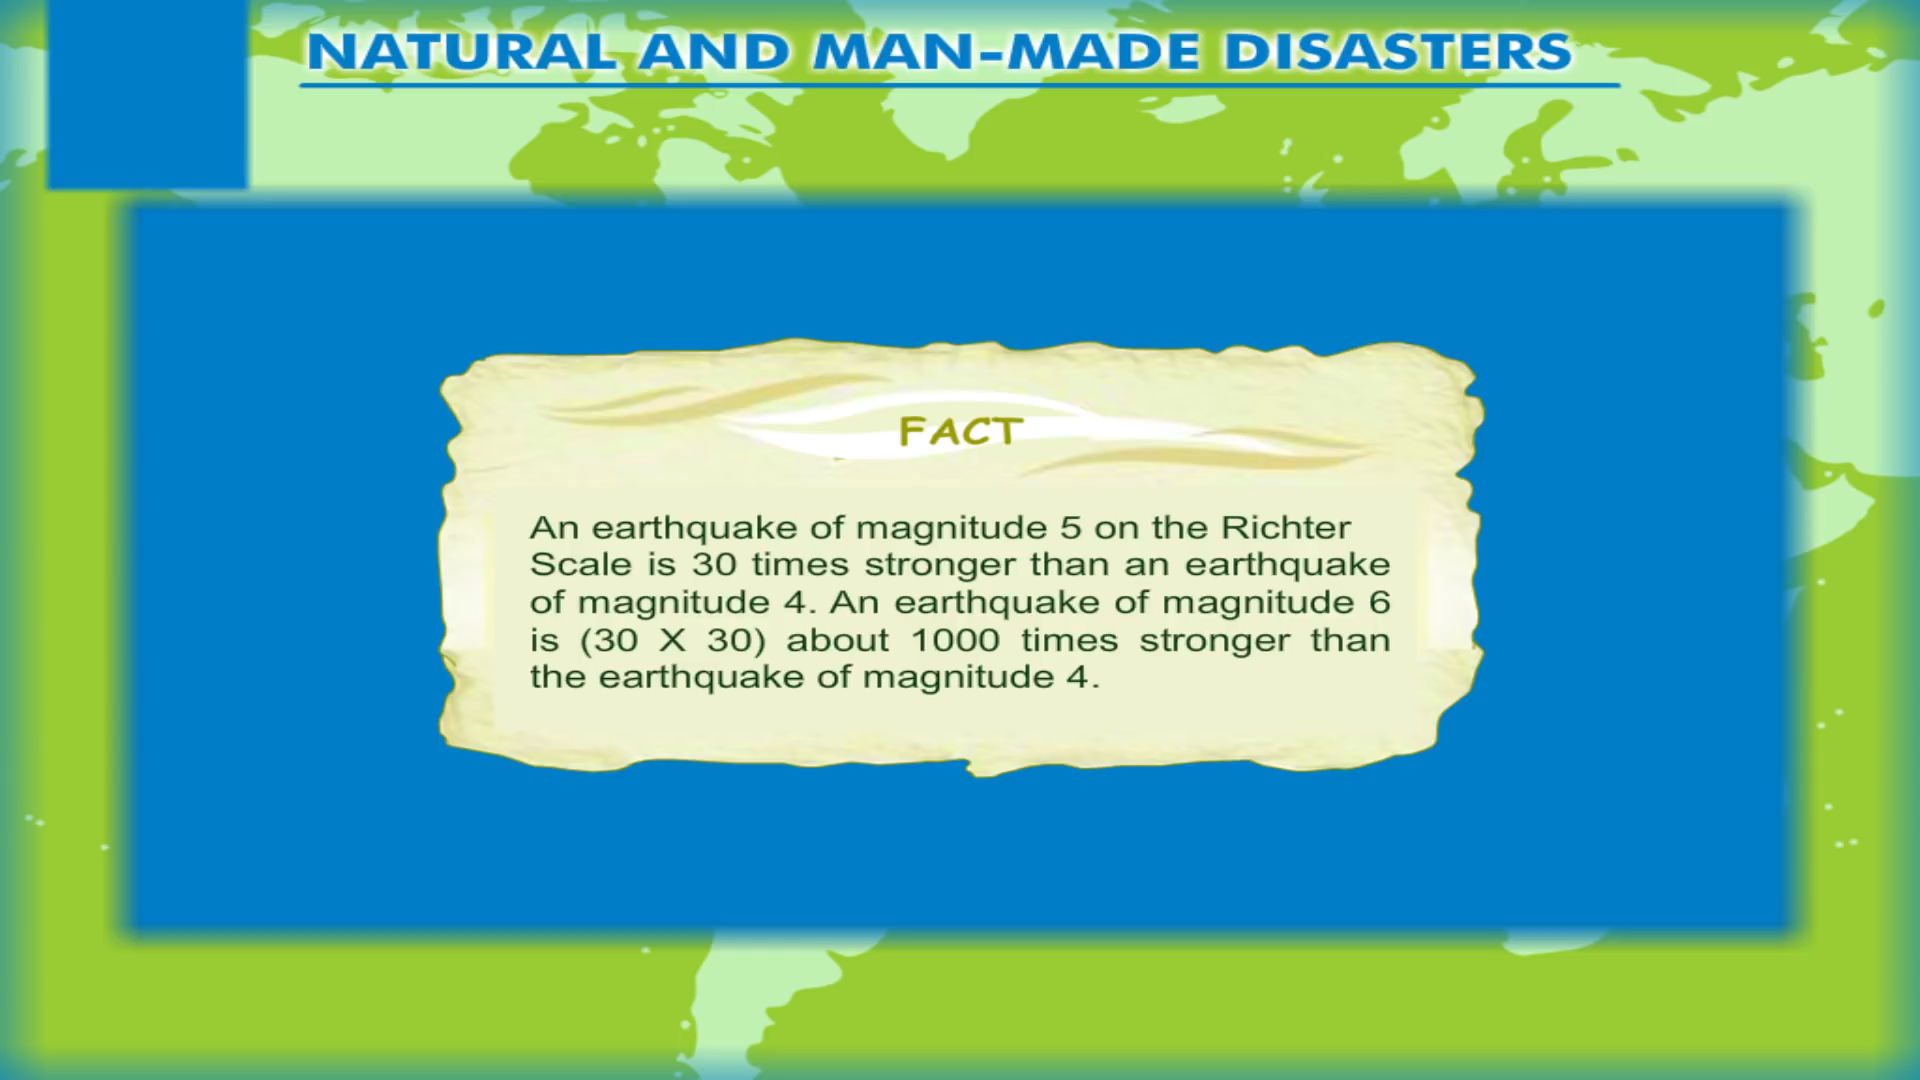 NATURAL AND MAN-MADE DISASTERS
FACT
An earthquake of magnitude 5 on the Richter
Scale is 30 times stronger than an earthquake
of magnitude 4. An earthquake of magnitude 6
is (30 X 30) about 1000 times stronger than
the earthquake of magnitude 4.